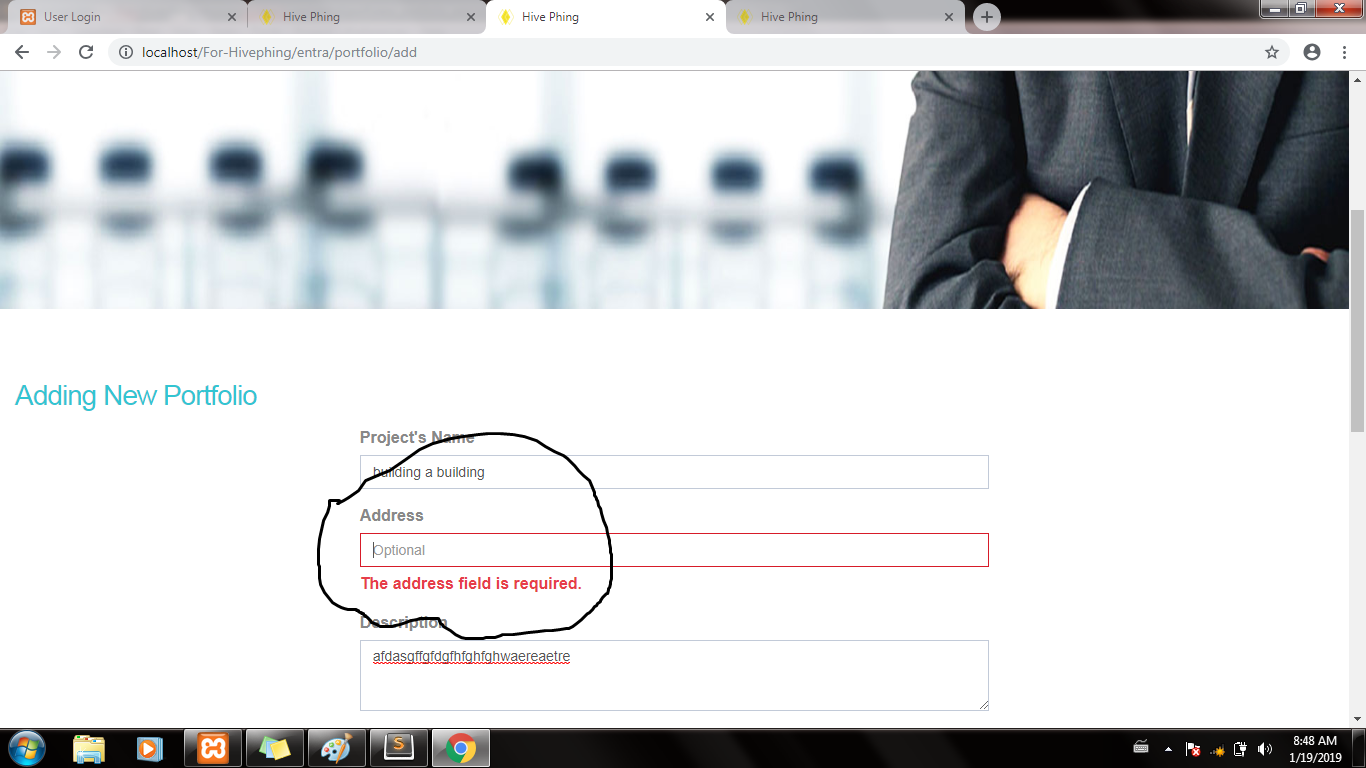 User Login
Hive Phing
Hive Phing
Hive Phing
localhost/For-Hivephing/entra/portfolio/add
Adding New Portfolio
Project's Name
building a building
Address
Optional
The address field is required.
Description
afdasgffgfdgfhfghfghwaereaetre
8:48 AM
1/19/2019